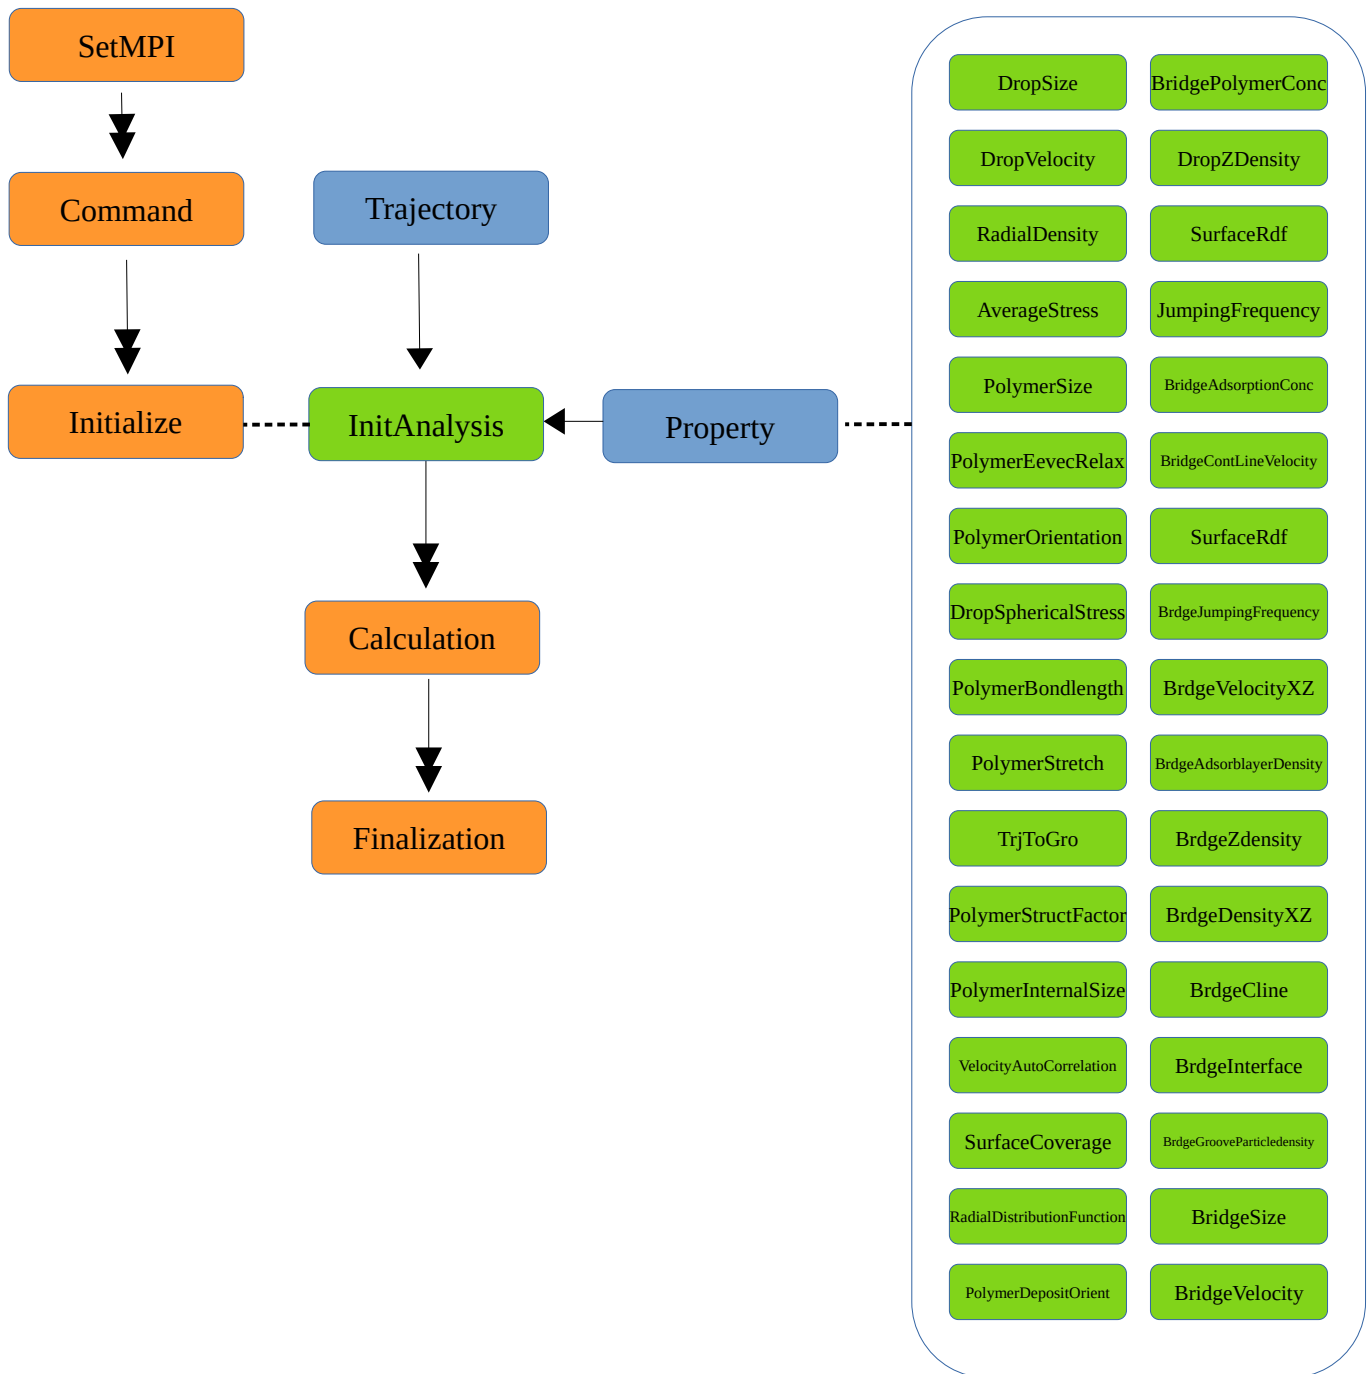 SetMPI
Command
Trajectory
Initialize
InitAnalysis
Property
Calculation
Finalization
DropSize
BridgePolymerConc
DropVelocity
DropZDensity
RadialDensity
SurfaceRdf
AverageStress
JumpingFrequency
PolymerSize
BridgeAdsorptionConc
PolymerEevecRelax
BridgeContLineVelocity
PolymerOrientation
SurfaceRdf
DropSphericalStress
BrdgeJumpingFrequency
PolymerBondlength
BrdgeVelocityXZ
PolymerStretch
BrdgeAdsorblayerDensity
TrjToGro
BrdgeZdensity
PolymerStructFactor
BrdgeDensityXZ
PolymerInternalSize
BrdgeCline
VelocityAutoCorrelation
BrdgeInterface
SurfaceCoverage
BrdgeGrooveParticledensity
RadialDistributionFunction
BridgeSize
PolymerDepositOrient
BridgeVelocity